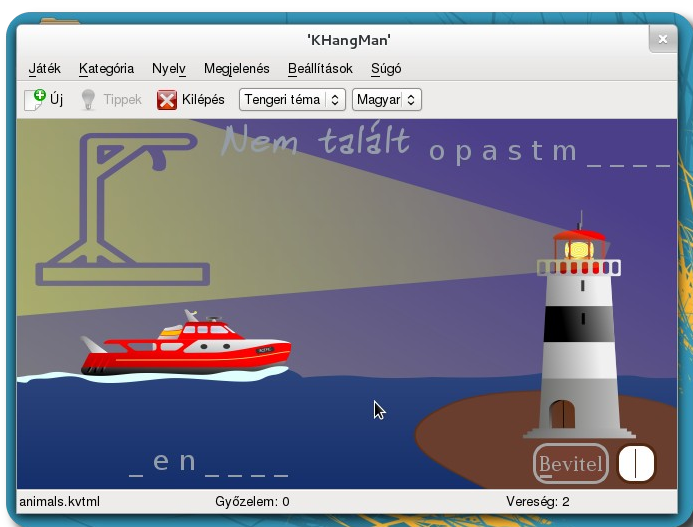 'KHangMan'
Játék Kategória Nyelv Megjelenés Beállítások Súgó
Új Tippek Kilépés Tengeri téma Magyar
Nem talált o p a s t m _ _ _ _
_ e n _ _ _ _
Bevitel
animals.kvtml Győzelem: 0 Vereség: 2